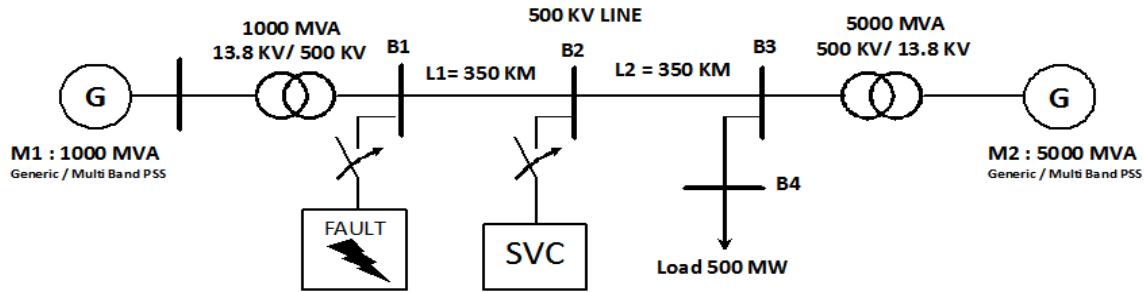 500 KV LINE
1000 MVA
13.8 KV/ 500 KV
5000 MVA
500 KV/ 13.8 KV
B1
B2
B3
L1= 350 KM
L2 = 350 KM
G
G
M1 : 1000 MVA
Generic / Multi Band PSS
M2 : 5000 MVA
Generic / Multi Band PSS
B4
FAULT
SVC
Load 500 MW